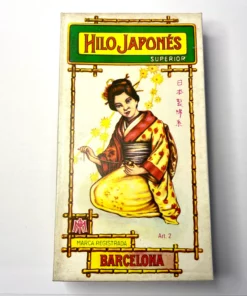 HILO JAPONÉS
SUPERIOR
Art. 2
MARCA REGISTRADA
BARCELONA